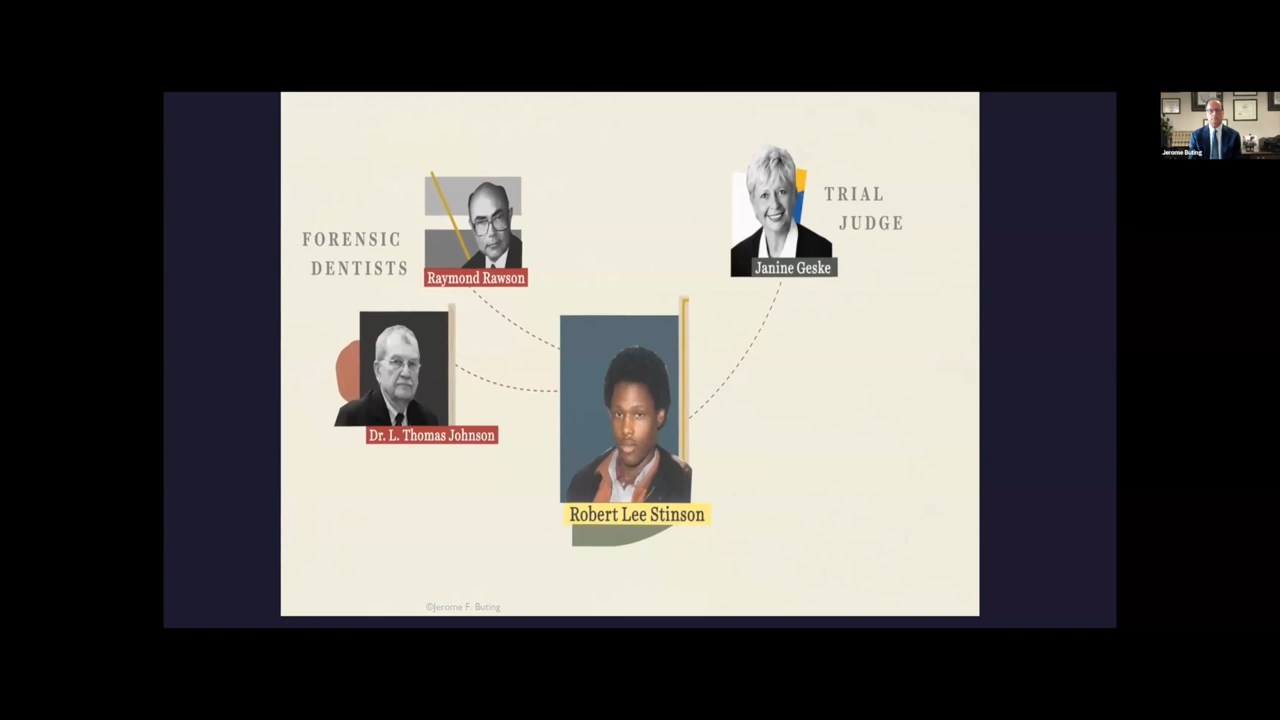 FORENSIC
DENTISTS
Raymond Rawson
Dr. L. Thomas Johnson
Robert Lee Stinson
Janine Geske
TRIAL
JUDGE
©Jerome F. Buting
Jerome Buting